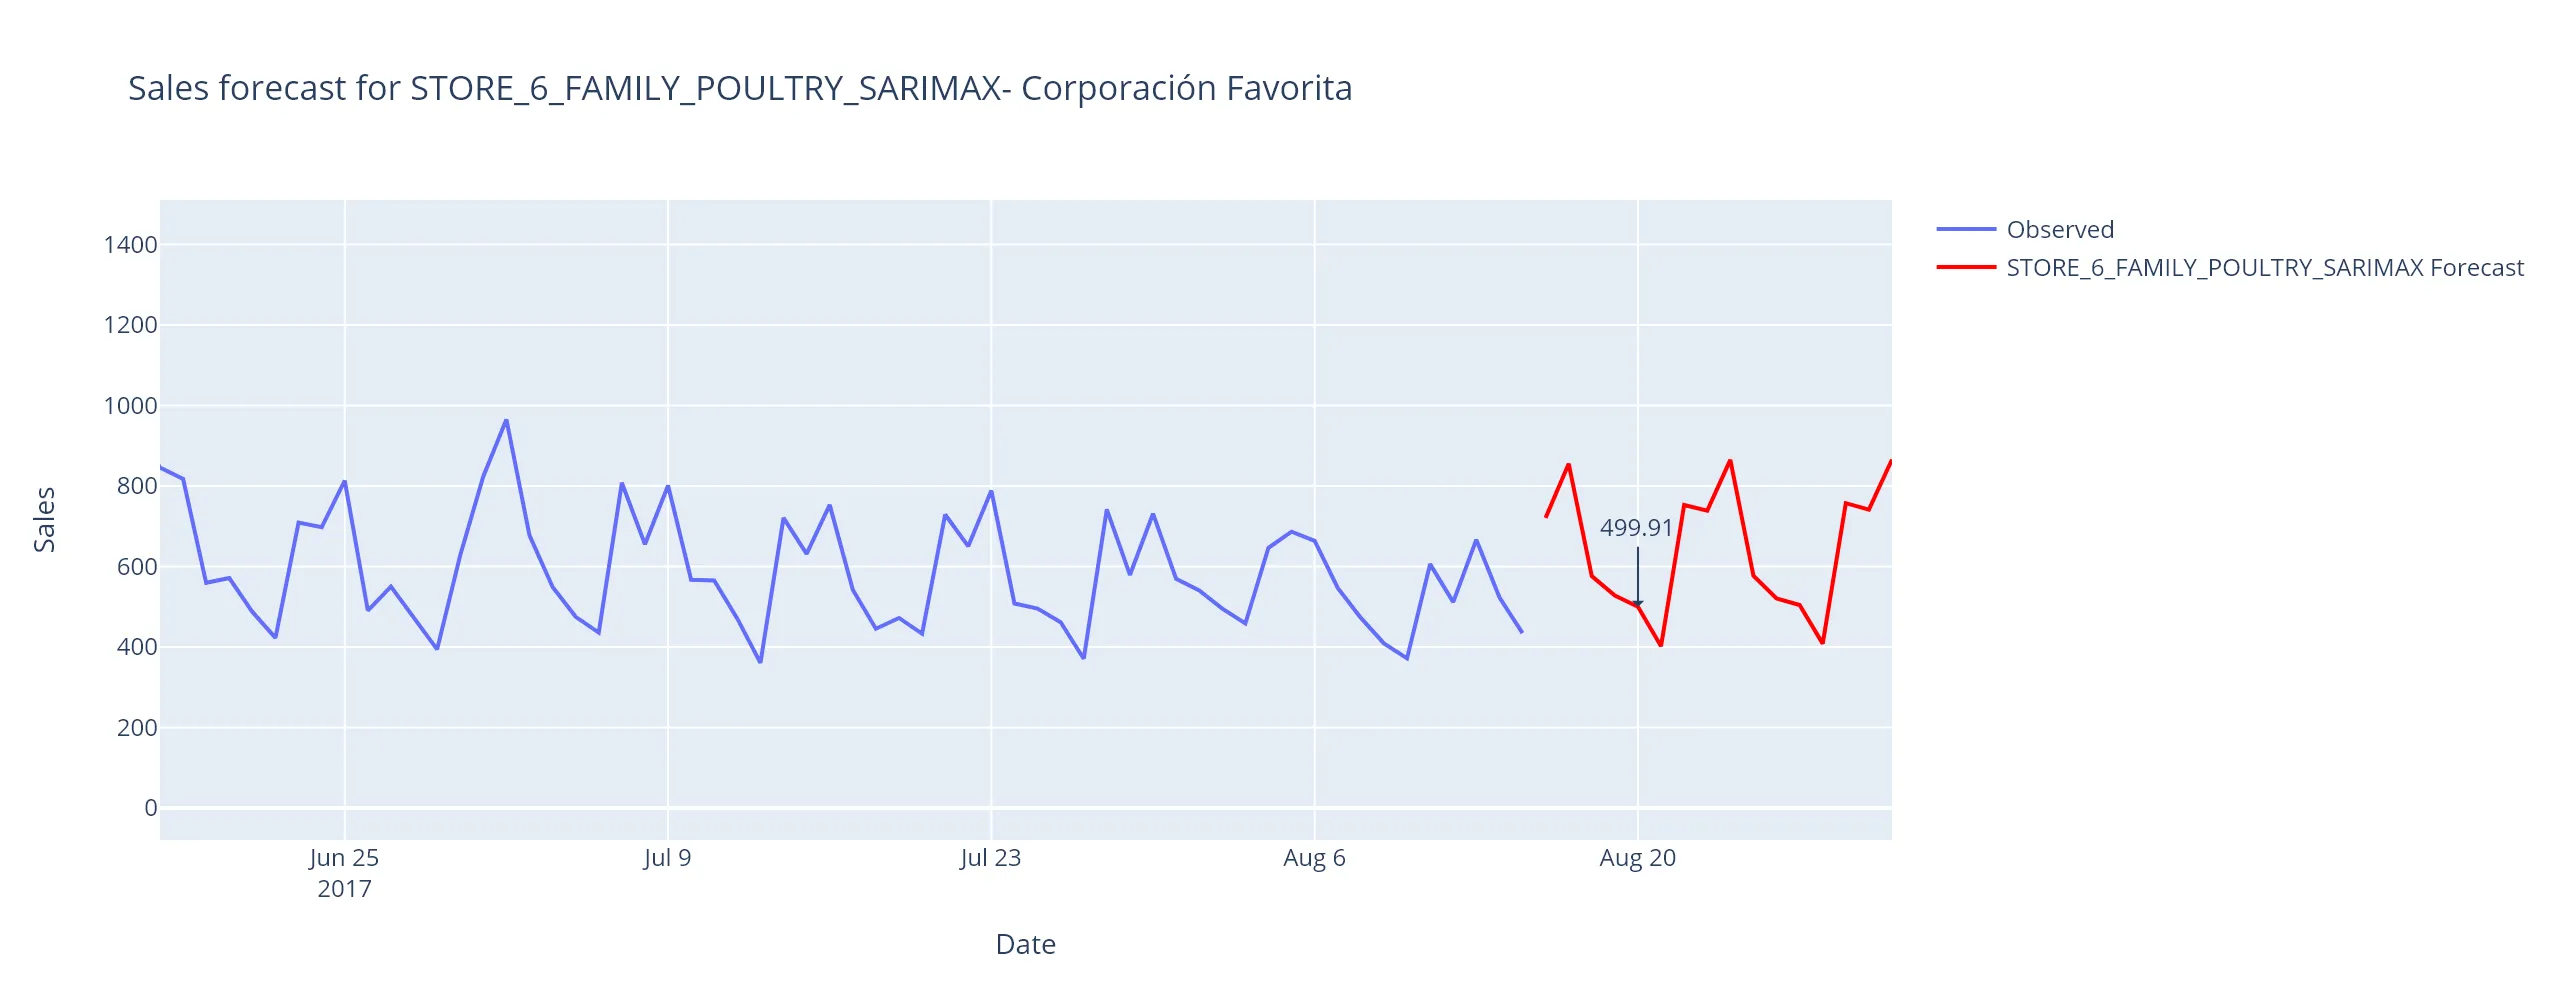 Sales forecast for STORE_6_FAMILY_POULTRY_SARIMAX- Corporación Favorita
Observed
STORE_6_FAMILY_POULTRY_SARIMAX Forecast
1400
1200
1000
800
600
400
200
0
Sales
499.91
Jun 25
2017
Jul 9
Jul 23
Aug 6
Aug 20
Date